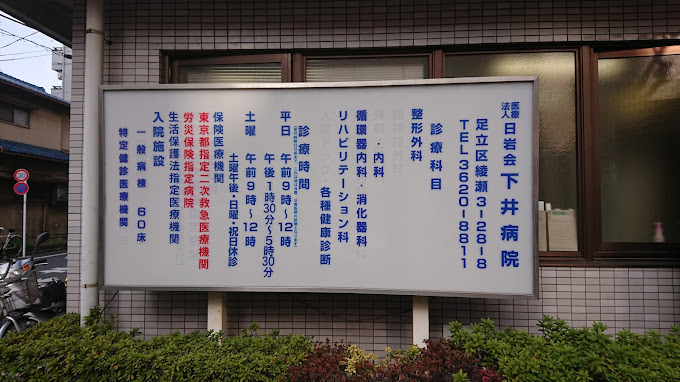 医療法人 日岩会 下井病院
足立区綾瀬3-28-8
TEL 3620-8811
診療科目
整形外科
循環器内科・消化器科・内科
リハビリテーション科
各種健康診断
診療時間
平日 午前9時〜12時
午後1時30分〜5時30分
土曜 午前9時〜12時
土曜午後・日曜・祝日休診
保険医療機関
東京都指定二次救急医療機関
労災保険指定病院
生活保護法指定医療機関
入院施設
一般病棟 60床
特定健診医療機関
30